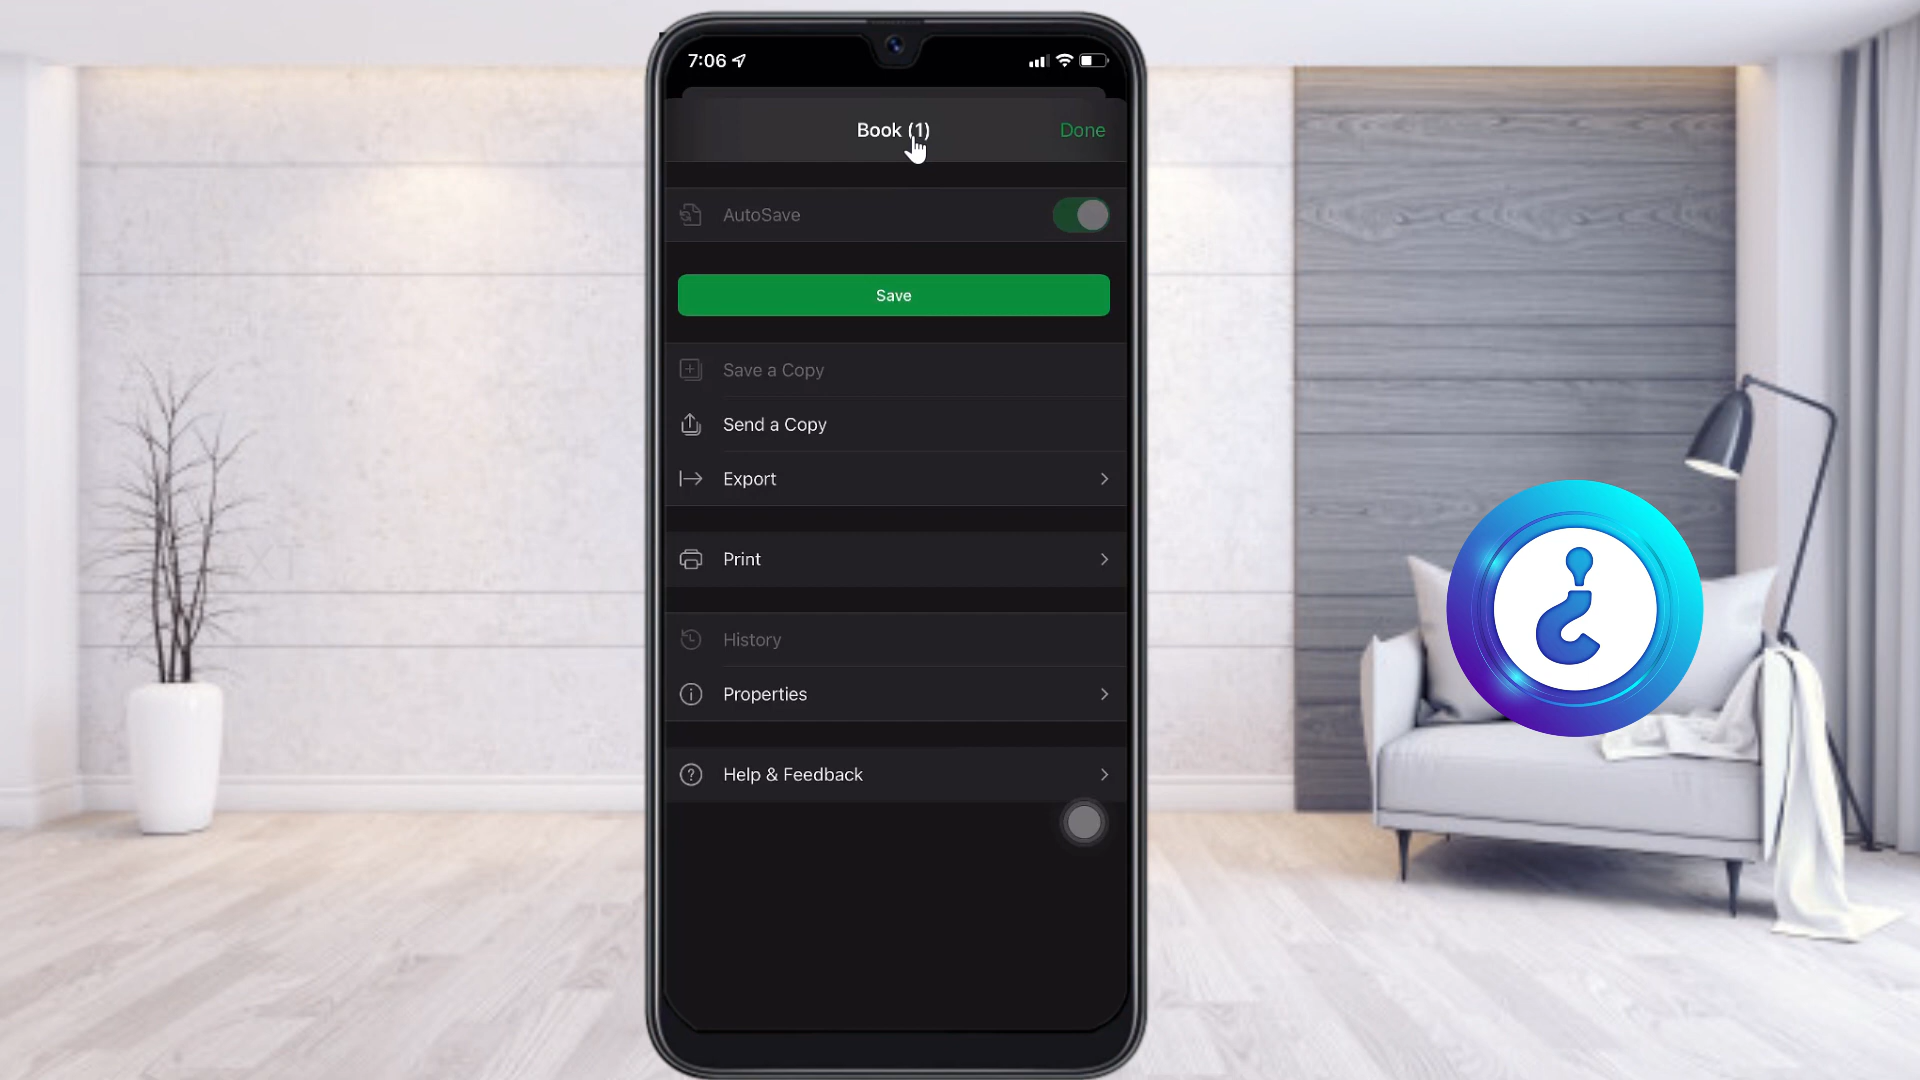 7:06
Book (1)
Done
AutoSave
Save
Save a Copy
Send a Copy
Export
Print
History
Properties
Help & Feedback